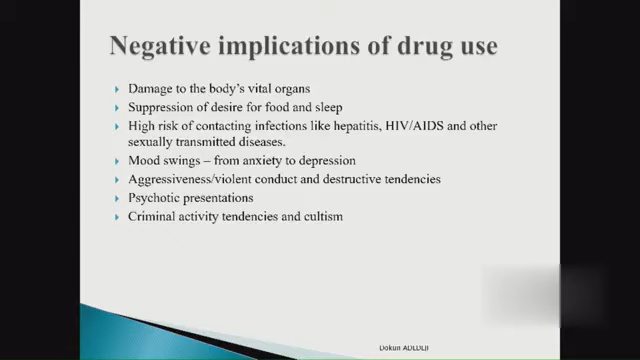 Negative implications of drug use
Damage to the body's vital organs
Suppression of desire for food and sleep
High risk of contacting infections like hepatitis, HIV/AIDS and other
sexually transmitted diseases.
Mood swings – from anxiety to depression
Aggressiveness/violent conduct and destructive tendencies
Psychotic presentations
Criminal activity tendencies and cultism
Dokun